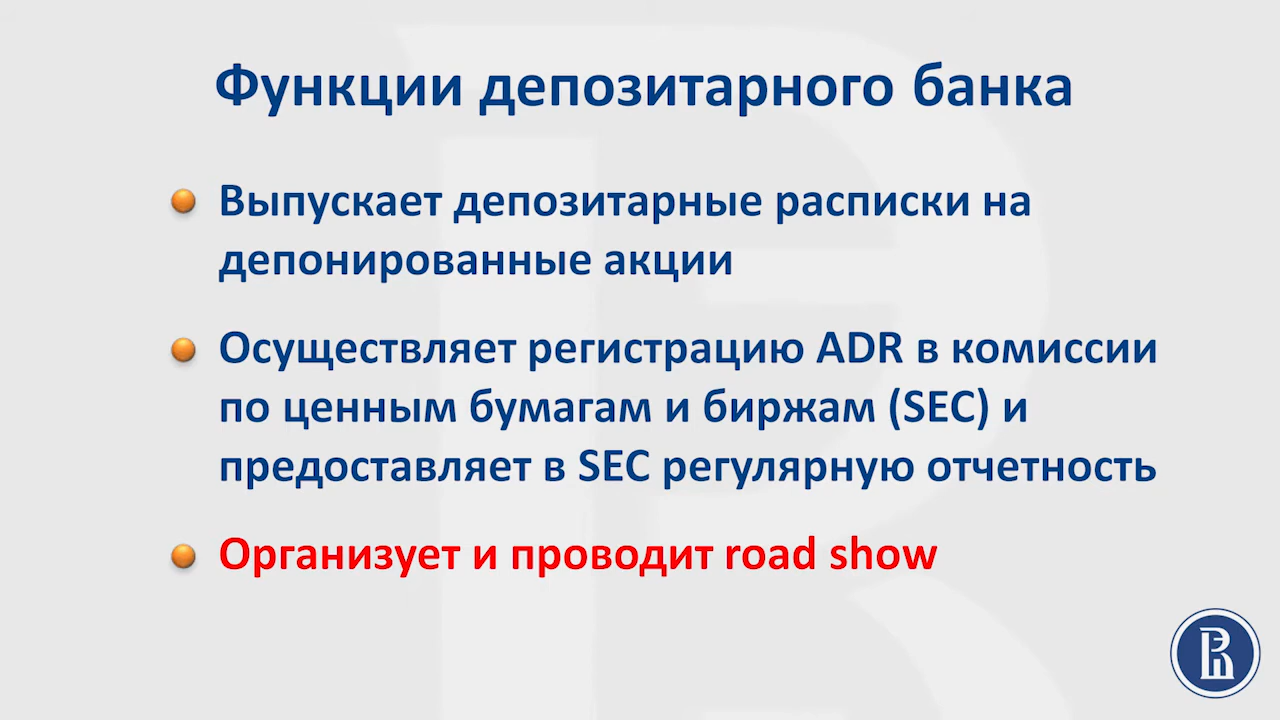 Функции депозитарного банка
Выпускает депозитарные расписки на
депонированные акции
Осуществляет регистрацию ADR в комиссии
по ценным бумагам и биржам (SEC) и
предоставляет в SEC регулярную отчетность
Организует и проводит road show